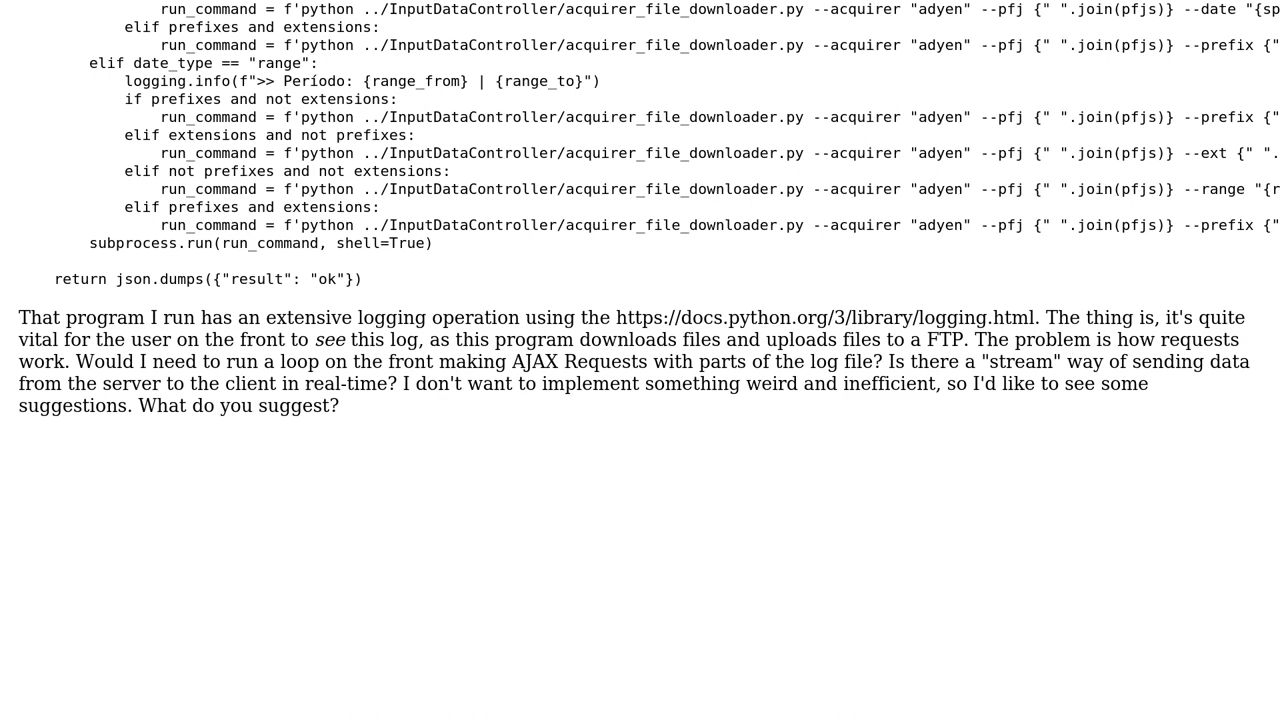 run_command = f'python ../InputDataController/acquirer_file_downloader.py --acquirer "adyen" --pfj {" ".join(pfjs)} --date "{sp
elif prefixes and extensions:
run_command = f'python ../InputDataController/acquirer_file_downloader.py --acquirer "adyen" --pfj {" ".join(pfjs)} --prefix {"
elif date_type == "range":
logging.info(f">> Período: {range_from} | {range_to}")
if prefixes and not extensions:
run_command = f'python ../InputDataController/acquirer_file_downloader.py --acquirer "adyen" --pfj {" ".join(pfjs)} --prefix {"
elif extensions and not prefixes:
run_command = f'python ../InputDataController/acquirer_file_downloader.py --acquirer "adyen" --pfj {" ".join(pfjs)} --ext {" ".
elif not prefixes and not extensions:
run_command = f'python ../InputDataController/acquirer_file_downloader.py --acquirer "adyen" --pfj {" ".join(pfjs)} --range "{r
elif prefixes and extensions:
run_command = f'python ../InputDataController/acquirer_file_downloader.py --acquirer "adyen" --pfj {" ".join(pfjs)} --prefix {"
subprocess.run(run_command, shell=True)
return json.dumps({"result": "ok"})
That program I run has an extensive logging operation using the https://docs.python.org/3/library/logging.html. The thing is, it's quite
vital for the user on the front to see this log, as this program downloads files and uploads files to a FTP. The problem is how requests
work. Would I need to run a loop on the front making AJAX Requests with parts of the log file? Is there a "stream" way of sending data
from the server to the client in real-time? I don't want to implement something weird and inefficient, so I'd like to see some
suggestions. What do you suggest?